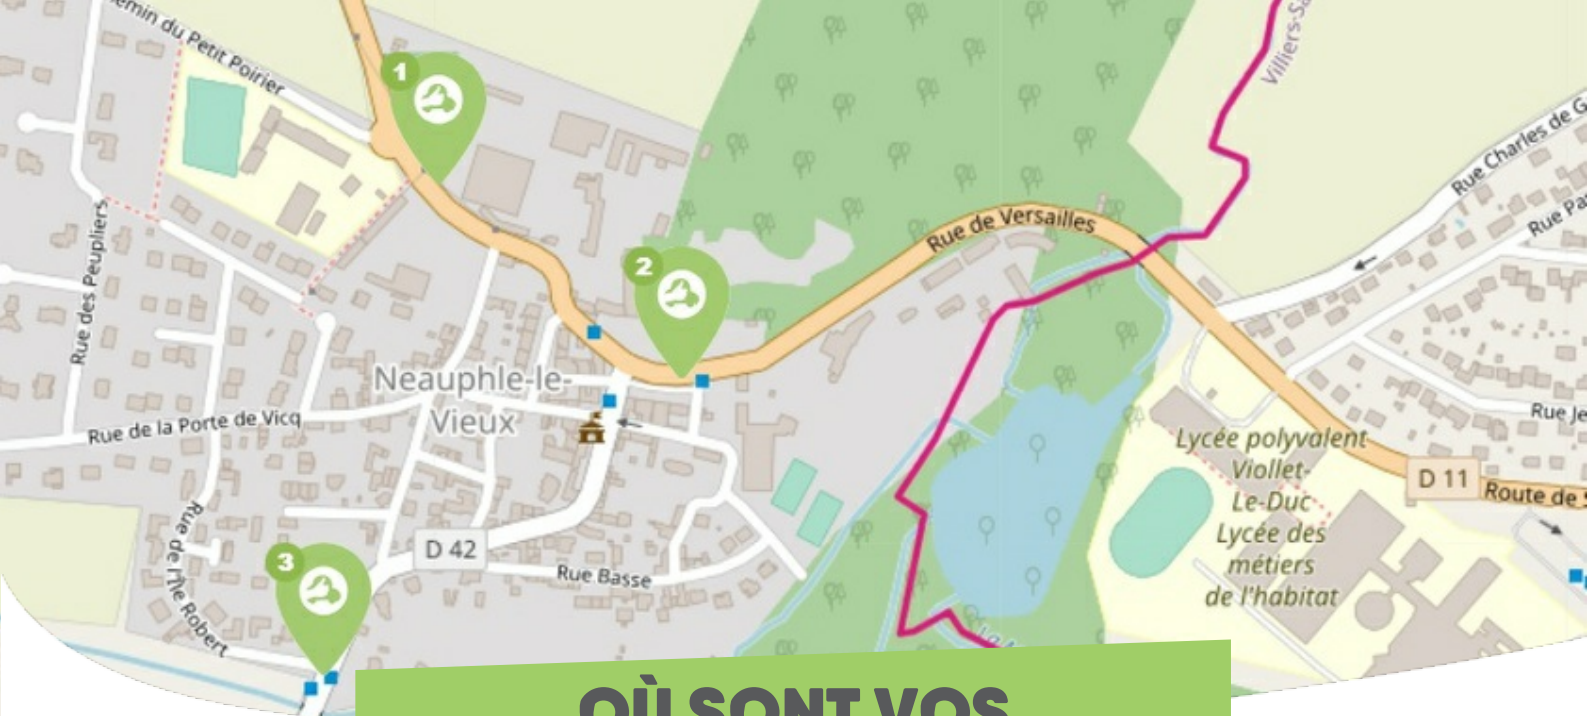 Chemin du Petit Poirier
1
Villiers-Sa
Rue Charles de G
Rue Pa
Rue des Peupliers
Rue de Versailles
2
Neauphle-le-
Vieux
Rue de la Porte de Vicq
Rue Je
Lycée polyvalent
Viollet-
Le-Duc
Lycée des
métiers
de l'habitat
D 11
Route de S
Rue de l'Île Robert
D 42
Rue Basse
3
La M
OÙ SONT VOS